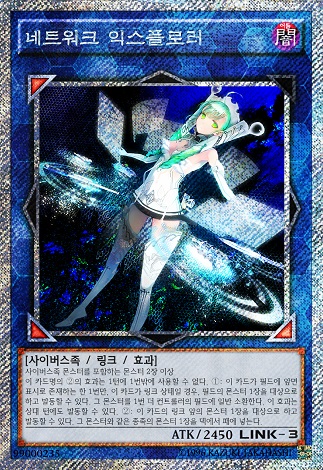 네트워크 익스플로러
어둠
闇
[사이버스족 / 링크 / 효과]
사이버스족 몬스터를 포함하는 몬스터 2장 이상
이 카드명의 ②의 효과는 1턴에 1번밖에 사용할 수 없다. ①: 이 카드가 필드에 앞면
표시로 존재하는 한 1번만, 이 카드가 링크 상태일 경우, 필드의 몬스터 1장을 대상으로
하고 발동할 수 있다. 그 몬스터를 1번 더 컨트롤러의 필드에 일반 소환한다. 이 효과는
상대 턴에도 발동할 수 있다. ②: 이 카드의 링크 앞의 몬스터 1장을 대상으로 하고
발동할 수 있다. 그 몬스터와 같은 종족의 몬스터 1장을 덱에서 패에 넣는다.
ATK/2450 LINK-3
99000235
©1996 KAZUKI TAKAHASHI